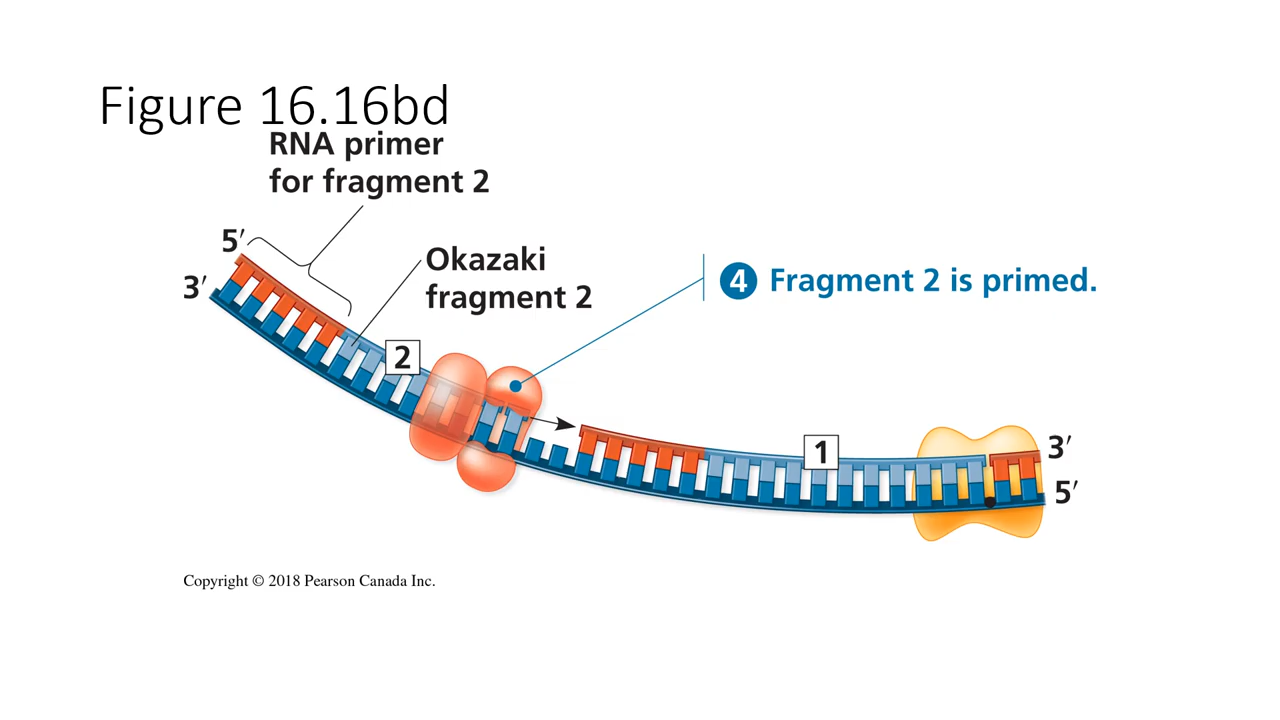 Figure 16.16bd
RNA primer
for fragment 2
5′
3′
Okazaki
fragment 2
4 Fragment 2 is primed.
2
1
3′
5′
Copyright © 2018 Pearson Canada Inc.